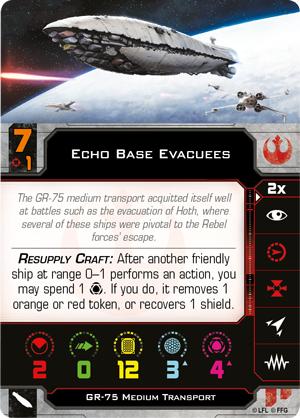 7
1
Echo Base Evacuees
2x
The GR-75 medium transport acquitted itself well
at battles such as the evacuation of Hoth, where
several of these ships were pivotal to the Rebel
forces' escape.
Resupply Craft: After another friendly
ship at range 0–1 performs an action, you
may spend 1 . If you do, it removes 1
orange or red token, or recovers 1 shield.
2 0 12 3 4
GR-75 Medium Transport
© LFL © FFG